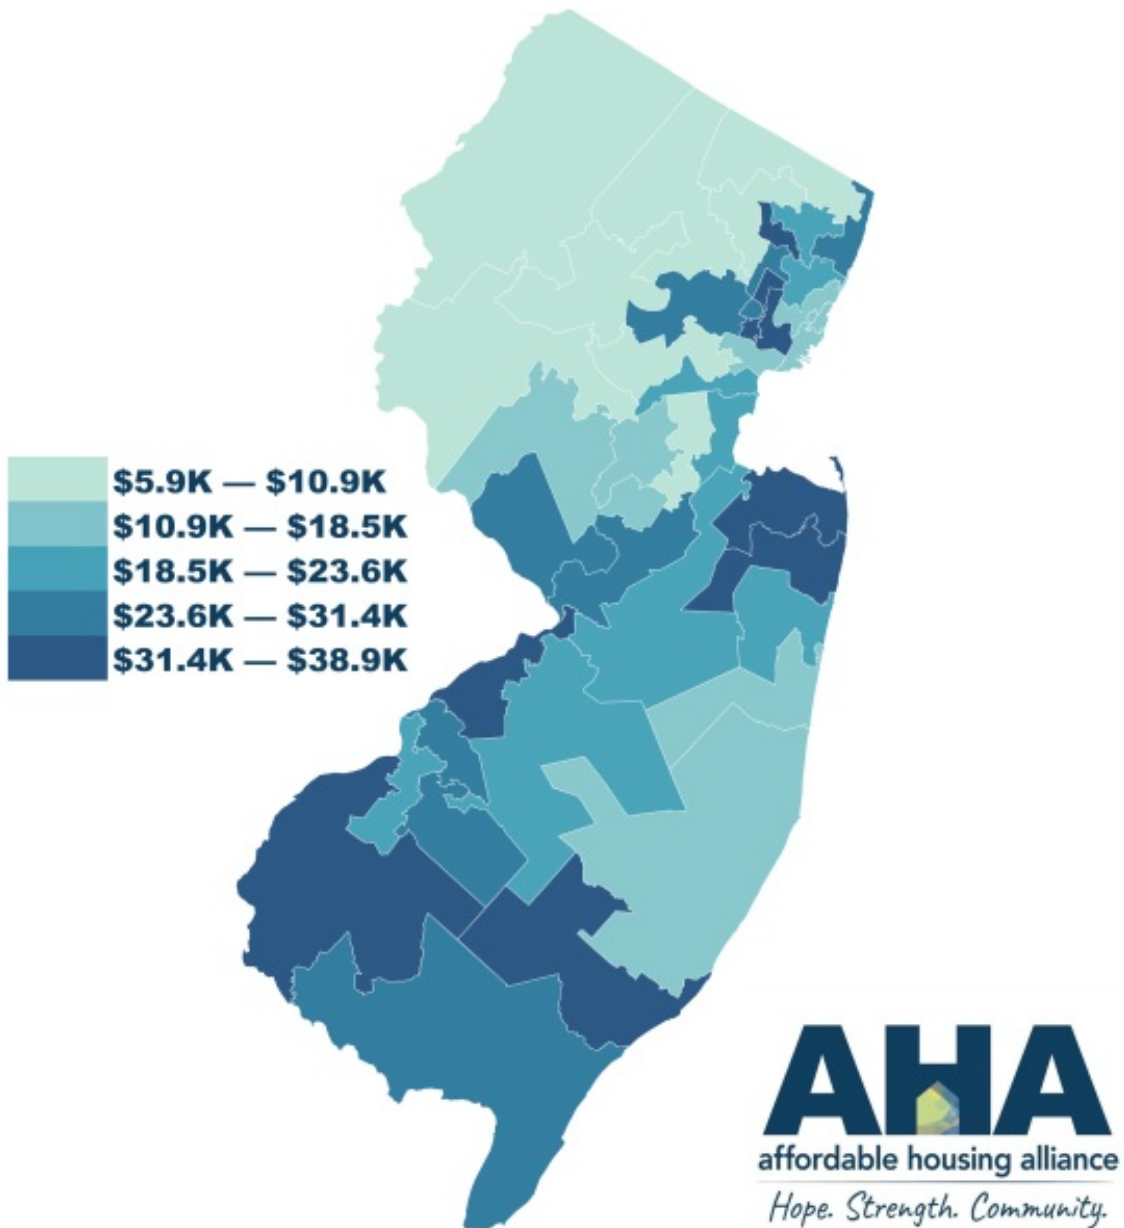 $5.9K — $10.9K
$10.9K — $18.5K
$18.5K — $23.6K
$23.6K — $31.4K
$31.4K — $38.9K
AHA
affordable housing alliance
Hope. Strength. Community.